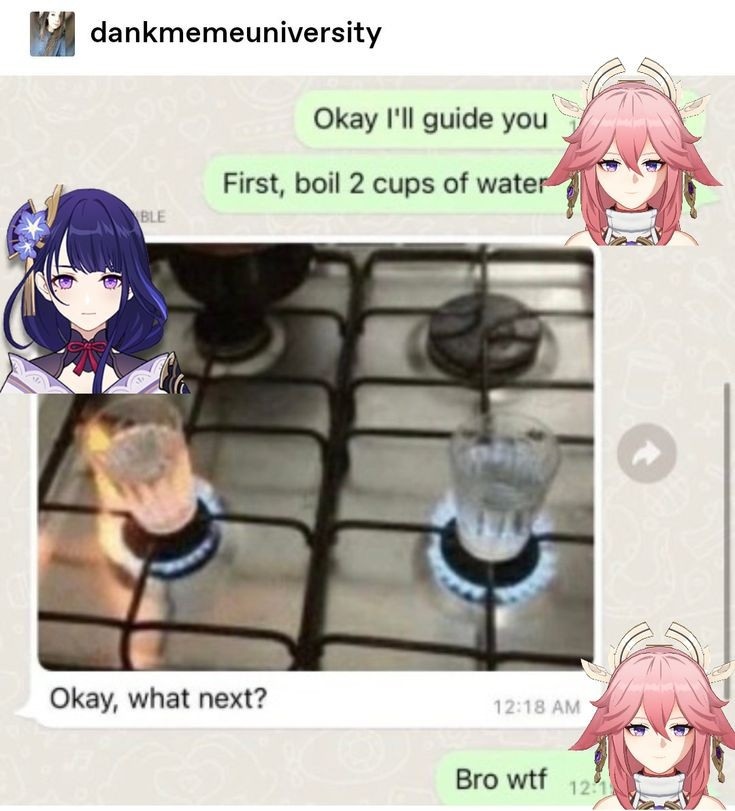 dankmemeuniversity
Okay I'll guide you
First, boil 2 cups of water
BLE
Okay, what next?
12:18 AM
Bro wtf